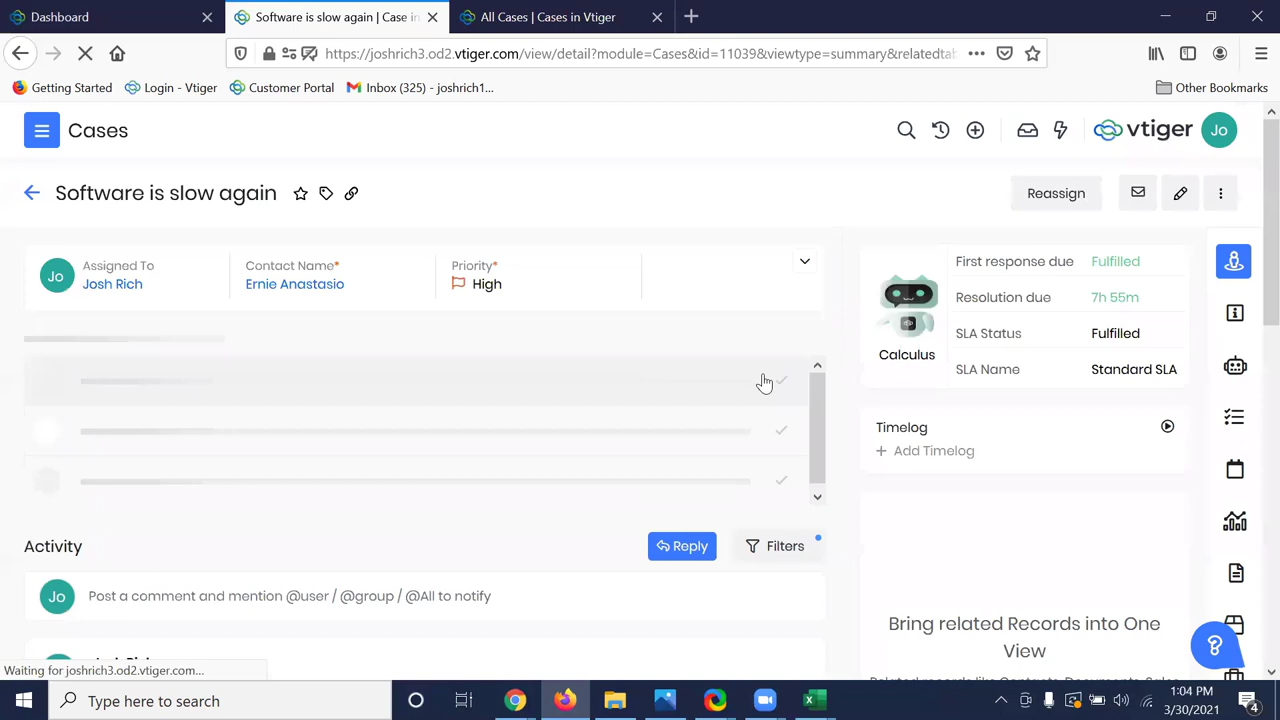 Dashboard
Software is slow again | Case in
All Cases | Cases in Vtiger
https://joshrich3.od2.vtiger.com/view/detail?module=Cases&id=11039&viewtype=summary&relatedtab
Getting Started
Login - Vtiger
Customer Portal
Inbox (325) - joshrich1...
Other Bookmarks
Cases
vtiger
Jo
Software is slow again
Reassign
Jo
Assigned To
Josh Rich
Contact Name*
Ernie Anastasio
Priority*
High
Calculus
First response due Fulfilled
Resolution due 7h 55m
SLA Status Fulfilled
SLA Name Standard SLA
Timelog
+ Add Timelog
Activity
Reply
Filters
Jo
Post a comment and mention @user / @group / @All to notify
Bring related Records into One
View
Waiting for joshrich3.od2.vtiger.com...
?
Type here to search
1:04 PM
3/30/2021
4